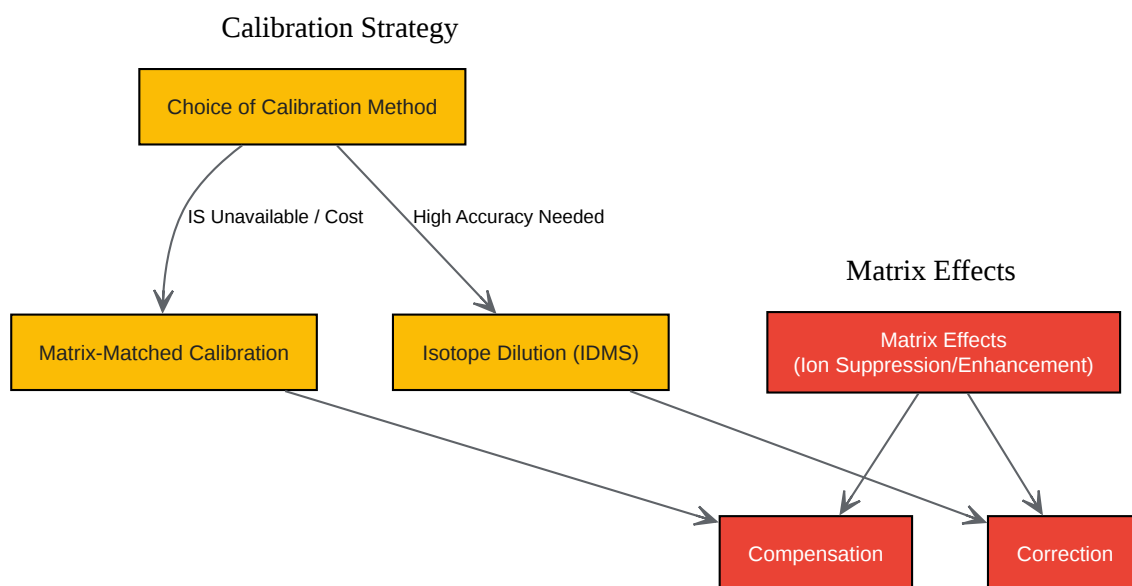 Calibration Strategy
Choice of Calibration Method
IS Unavailable / Cost
High Accuracy Needed
Matrix Effects
Matrix-Matched Calibration
Isotope Dilution (IDMS)
Matrix Effects
(Ion Suppression/Enhancement)
Compensation
Correction